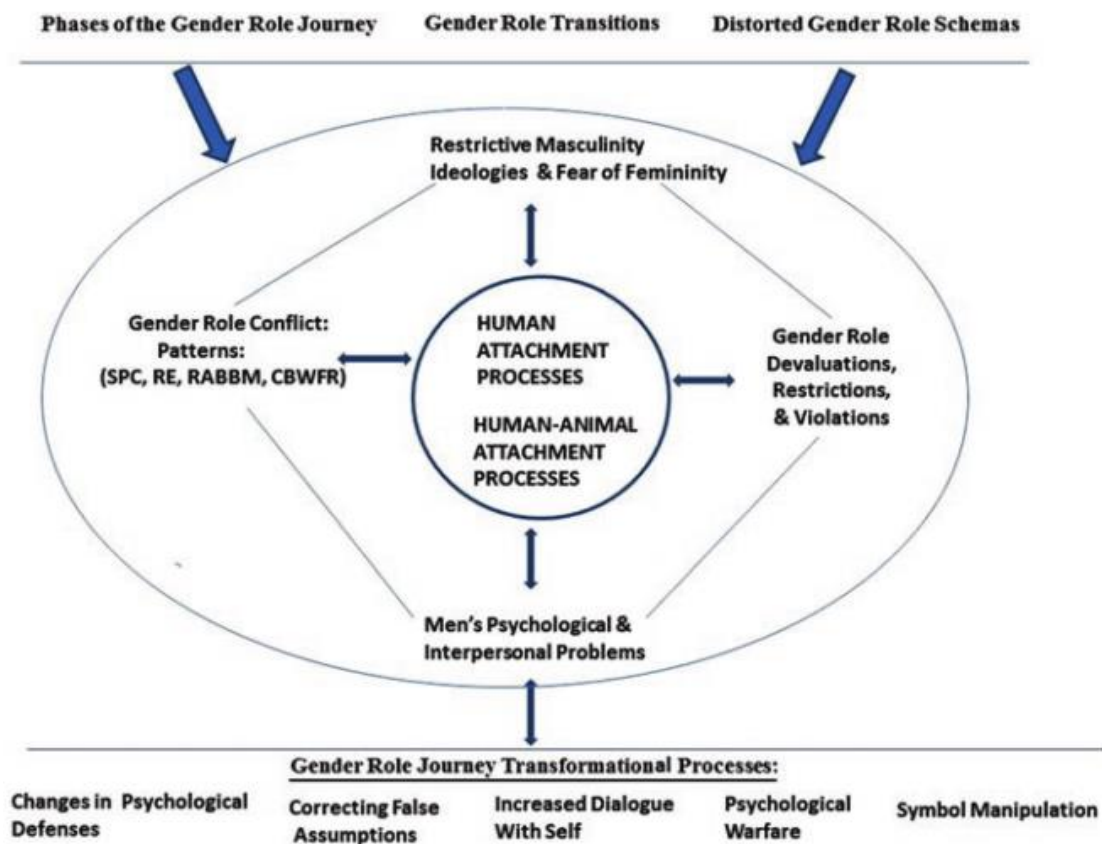 Phases of the Gender Role Journey
Gender Role Transitions
Distorted Gender Role Schemas
Restrictive Masculinity
Ideologies & Fear of Femininity
Gender Role Conflict:
Patterns:
(SPC, RE, RABBM, CBWFR)
HUMAN
ATTACHMENT
PROCESSES
HUMAN-ANIMAL
ATTACHMENT
PROCESSES
Gender Role
Devaluations,
Restrictions,
& Violations
Men's Psychological &
Interpersonal Problems
Gender Role Journey Transformational Processes:
Changes in Psychological
Defenses
Correcting False
Assumptions
Increased Dialogue
With Self
Psychological
Warfare
Symbol Manipulation